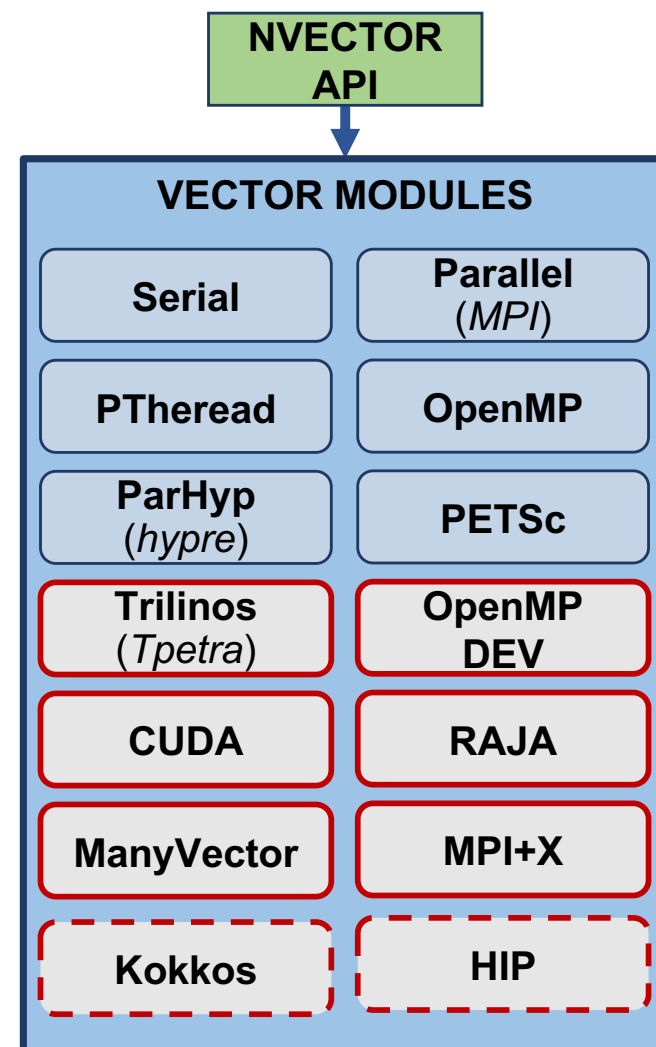 NVECTOR
API
VECTOR MODULES
Serial
Parallel
(MPI)
PTheread
OpenMP
ParHyp
(hypre)
PETSc
Trilinos
(Tpetra)
OpenMP
DEV
CUDA
RAJA
ManyVector
MPI+X
Kokkos
HIP